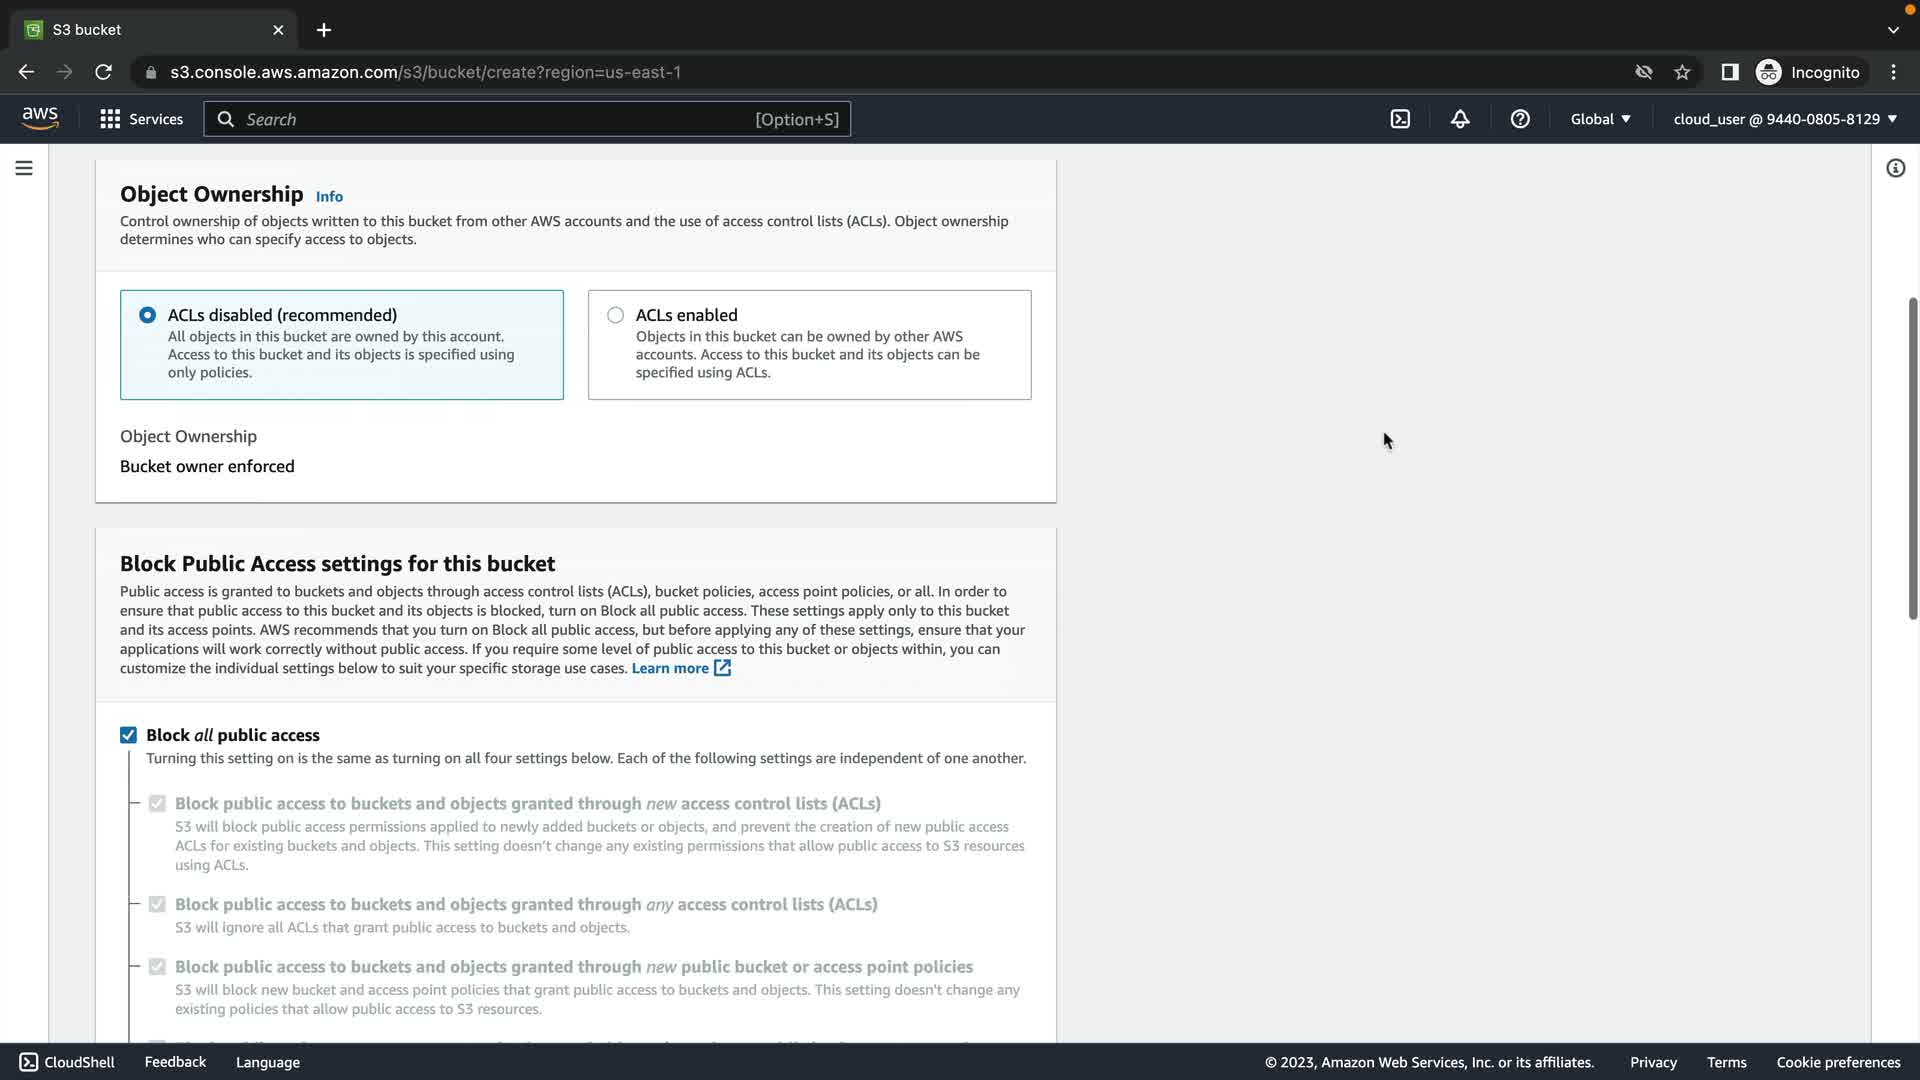 S3 bucket
s3.console.aws.amazon.com/s3/bucket/create?region=us-east-1
Incognito
aws
Services
Search
[Option+S]
Global
cloud_user @ 9440-0805-8129
Object Ownership Info
Control ownership of objects written to this bucket from other AWS accounts and the use of access control lists (ACLs). Object ownership
determines who can specify access to objects.
ACLs disabled (recommended)
All objects in this bucket are owned by this account.
Access to this bucket and its objects is specified using
only policies.
ACLs enabled
Objects in this bucket can be owned by other AWS
accounts. Access to this bucket and its objects can be
specified using ACLs.
Object Ownership
Bucket owner enforced
Block Public Access settings for this bucket
Public access is granted to buckets and objects through access control lists (ACLs), bucket policies, access point policies, or all. In order to
ensure that public access to this bucket and its objects is blocked, turn on Block all public access. These settings apply only to this bucket
and its access points. AWS recommends that you turn on Block all public access, but before applying any of these settings, ensure that your
applications will work correctly without public access. If you require some level of public access to this bucket or objects within, you can
customize the individual settings below to suit your specific storage use cases. Learn more
Block all public access
Turning this setting on is the same as turning on all four settings below. Each of the following settings are independent of one another.
Block public access to buckets and objects granted through new access control lists (ACLs)
S3 will block public access permissions applied to newly added buckets or objects, and prevent the creation of new public access
ACLs for existing buckets and objects. This setting doesn't change any existing permissions that allow public access to S3 resources
using ACLs.
Block public access to buckets and objects granted through any access control lists (ACLs)
S3 will ignore all ACLs that grant public access to buckets and objects.
Block public access to buckets and objects granted through new public bucket or access point policies
S3 will block new bucket and access point policies that grant public access to buckets and objects. This setting doesn't change any
existing policies that allow public access to S3 resources.
CloudShell
Feedback
Language
© 2023, Amazon Web Services, Inc. or its affiliates.
Privacy
Terms
Cookie preferences